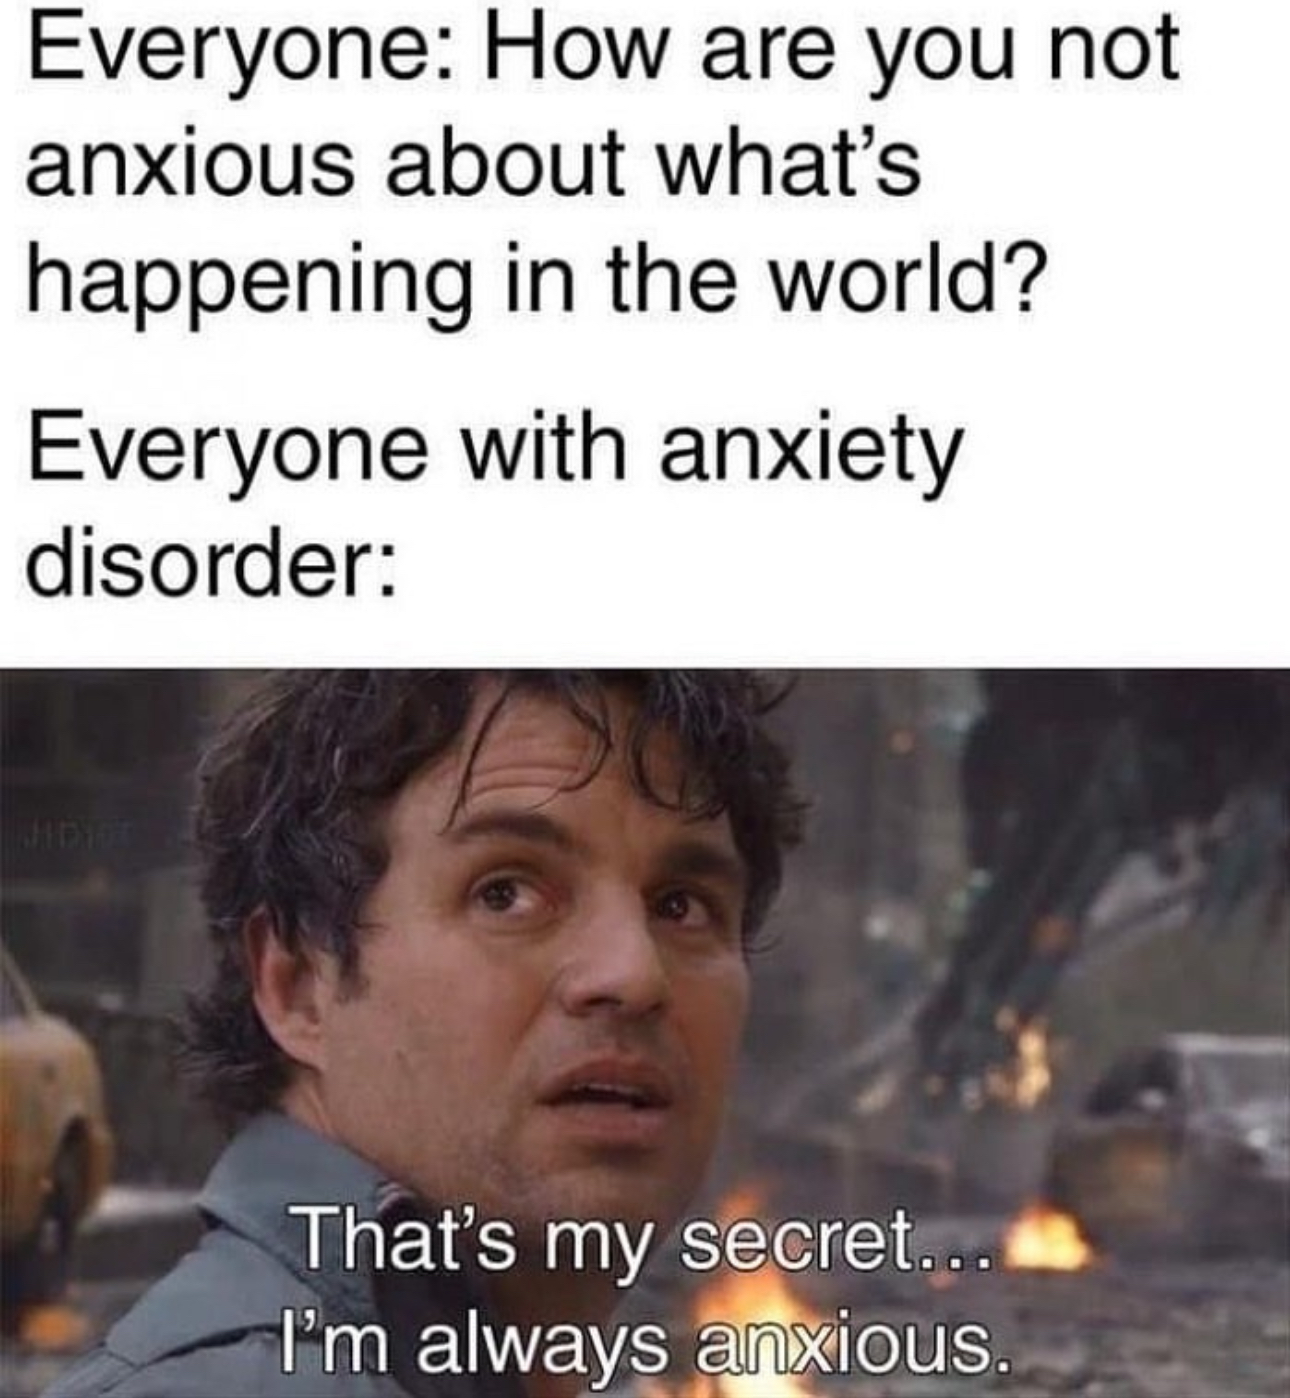 Everyone: How are you not
anxious about what's
happening in the world?
Everyone with anxiety
disorder:
That's my secret...
I'm always anxious.